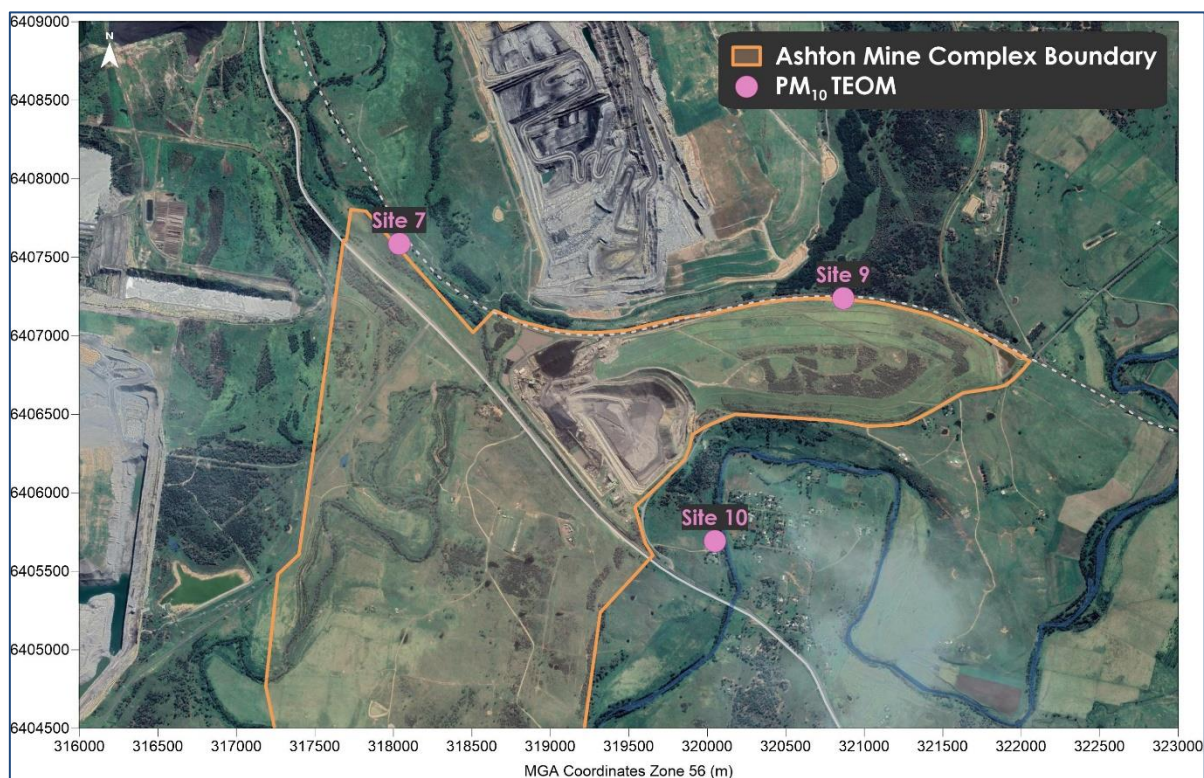 6409000
N
Ashton Mine Complex Boundary
PM₁₀ TEOM
6408500
6408000
Site 7
6407500
Site 9
6407000
6406500
6406000
Site 10
6405500
6405000
6404500
316000 316500 317000 317500 318000 318500 319000 319500 320000 320500 321000 321500 322000 322500 323000
MGA Coordinates Zone 56 (m)